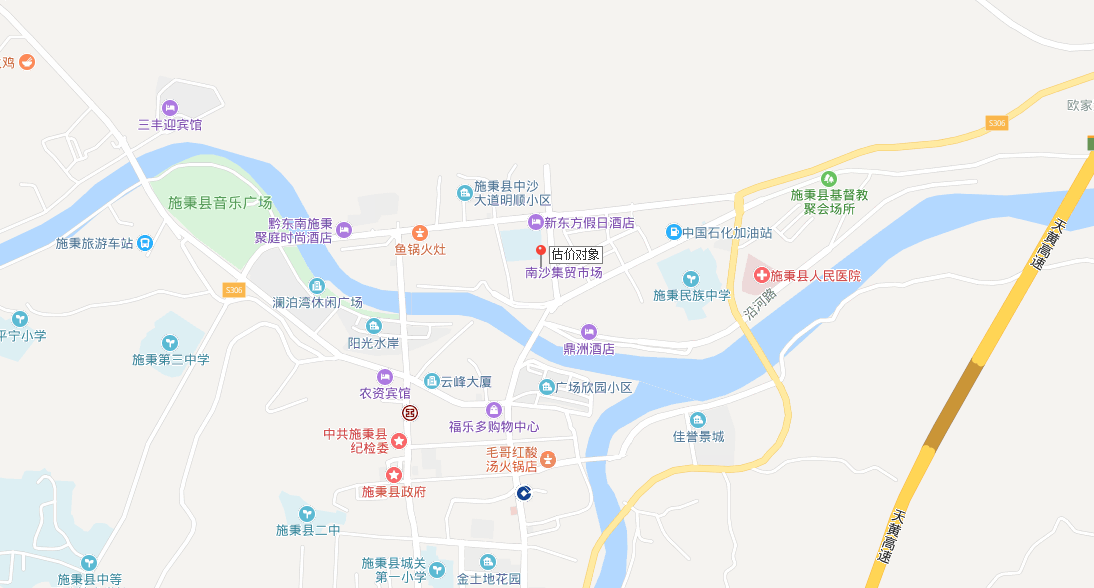 鸡
三丰迎宾馆
欧家
S306
施秉县音乐广场
施秉县中沙
大道明顺小区
施秉县基督教
聚会场所
黔东南施秉
聚庭时尚酒店
新东方假日酒店
中国石化加油站
施秉旅游车站
鱼锅火灶
估价对象
南沙集贸市场
天黄高速
施秉县人民医院
S306
澜泊湾休闲广场
施秉民族中学
沿河路
平宁小学
阳光水岸
鼎洲酒店
施秉第三中学
云峰大厦
广场欣园小区
农资宾馆
福乐多购物中心
中共施秉县
纪检委
佳誉景城
毛哥红酸
汤火锅店
施秉县政府
施秉县二中
天黄高速
施秉县城关
第一小学
金土地花园
施秉县中等